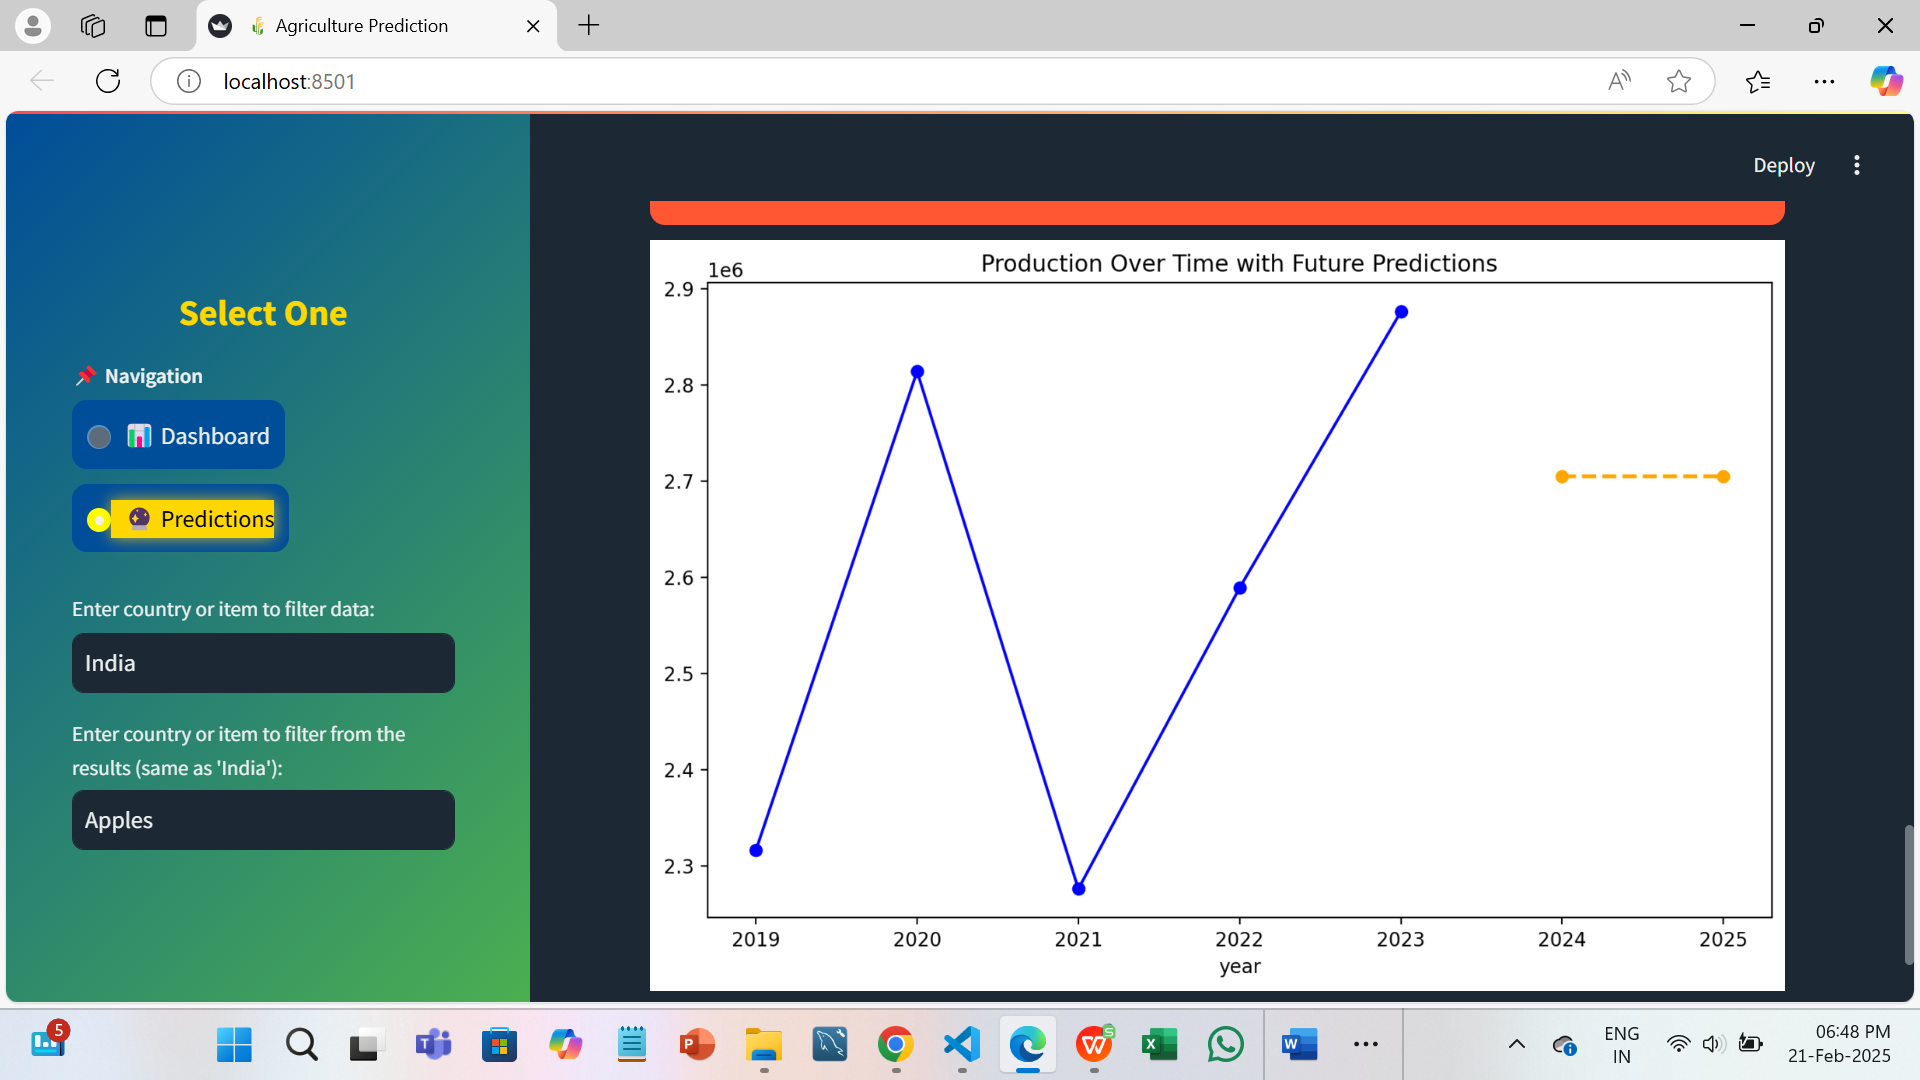 Agriculture Prediction
localhost:8501
Deploy
Select One
Navigation
Dashboard
Predictions
Enter country or item to filter data:
India
Enter country or item to filter from the
results (same as 'India'):
Apples
Production Over Time with Future Predictions
1e6
2.9
2.8
2.7
2.6
2.5
2.4
2.3
2019 2020 2021 2022 2023 2024 2025
year
5
ENG
IN
06:48 PM
21-Feb-2025